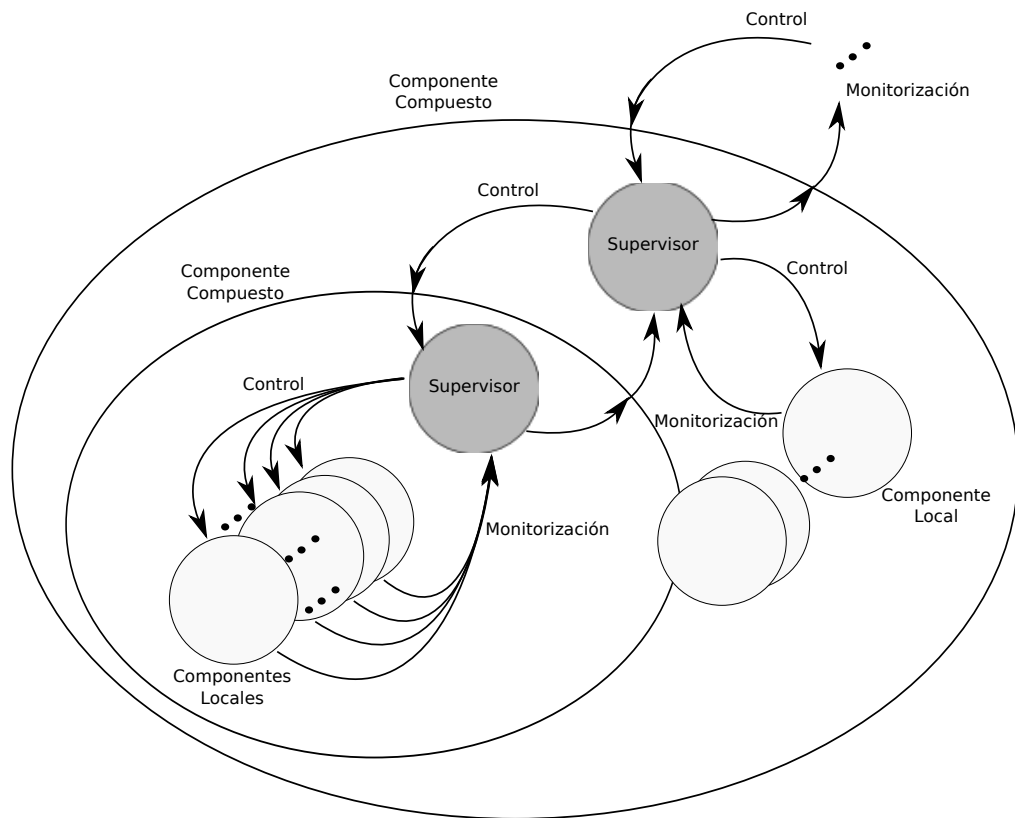 Control
Componente
Compuesto
Monitorización
Control
Supervisor
Componente
Compuesto
Control
Control
Supervisor
Monitorización
Componente
Local
Monitorización
Componentes
Locales